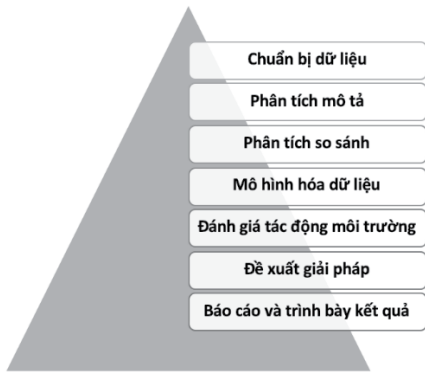 Chuẩn bị dữ liệu
Phân tích mô tả
Phân tích so sánh
Mô hình hóa dữ liệu
Đánh giá tác động môi trường
Đề xuất giải pháp
Báo cáo và trình bày kết quả